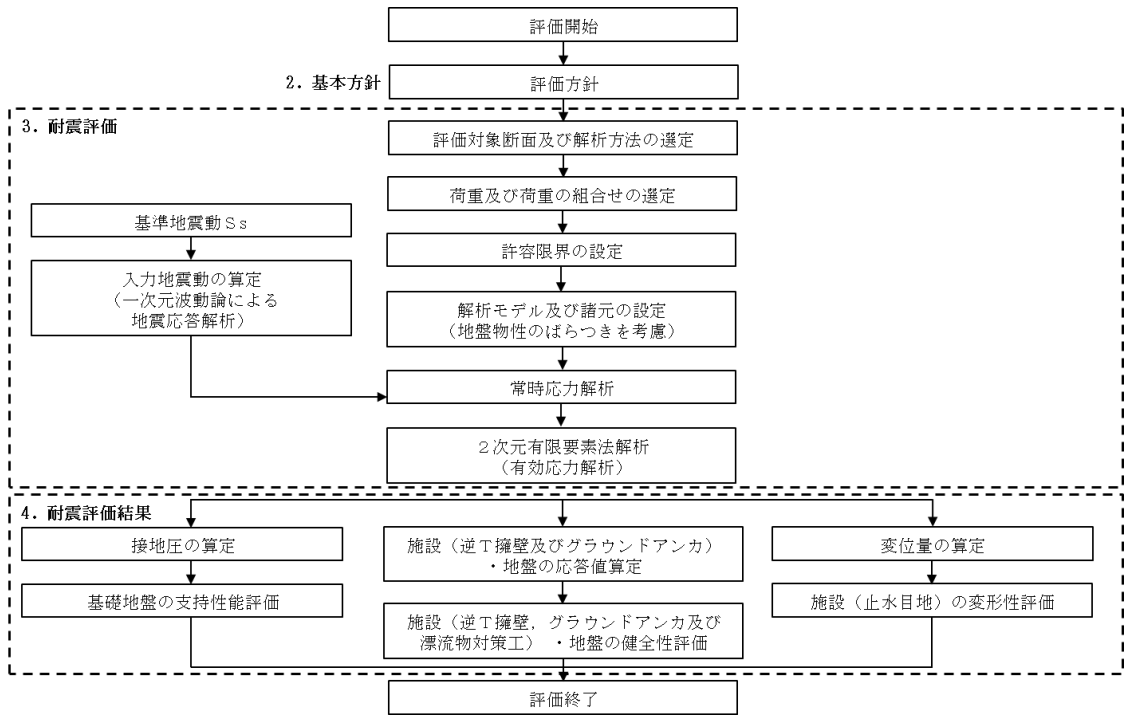 評価開始
2．基本方針
評価方針
3．耐震評価
評価対象断面及び解析方法の選定
荷重及び荷重の組合せの選定
基準地震動Ｓｓ
許容限界の設定
入力地震動の算定
（一次元波動論による
地震応答解析）
解析モデル及び諸元の設定
（地盤物性のばらつきを考慮）
常時応力解析
２次元有限要素法解析
（有効応力解析）
4．耐震評価結果
接地圧の算定
施設（逆Ｔ擁壁及びグラウンドアンカ）
・地盤の応答値算定
変位量の算定
基礎地盤の支持性能評価
施設（逆Ｔ擁壁，グラウンドアンカ及び
漂流物対策工）・地盤の健全性評価
施設（止水目地）の変形性評価
評価終了